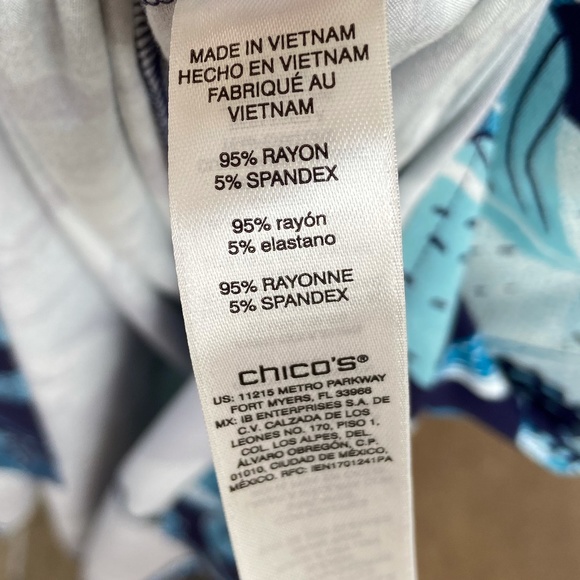 MADE IN VIETNAM
HECHO EN VIETNAM
FABRIQUÉ AU
VIETNAM
95% RAYON
5% SPANDEX
95% rayón
5% elastano
95% RAYONNE
5% SPANDEX
chico's®
US: 11215 METRO PARKWAY
FORT MYERS, FL 33966
MX: IB ENTERPRISES S.A. DE
C.V. CALZADA DE LOS
LEONES NO. 170, PISO 1,
COL. LOS ALPES, DEL.
ÁLVARO OBREGÓN, C.P.
01010, CIUDAD DE MÉXICO,
MÉXICO. RFC: IEN1701241PA